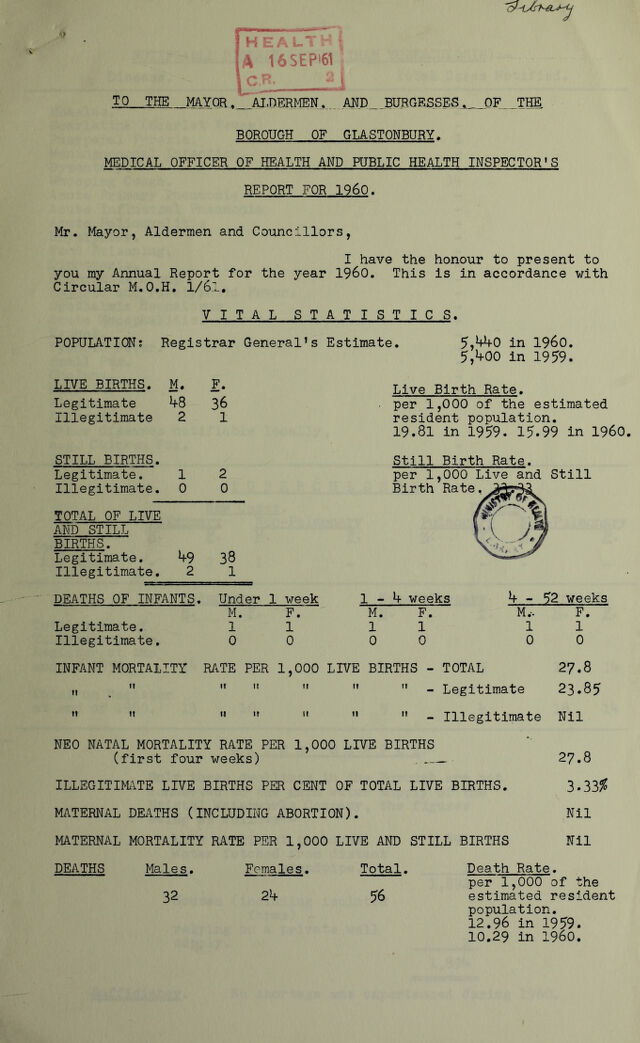 Library
HEALTH
A 16 SEP 61
C.R. 2
TO THE MAYOR, ALDERMEN, AND BURGESSES, OF THE
BOROUGH OF GLASTONBURY.
MEDICAL OFFICER OF HEALTH AND PUBLIC HEALTH INSPECTOR'S
REPORT FOR 1960.
Mr. Mayor, Aldermen and Councillors,
I have the honour to present to
you my Annual Report for the year 1960. This is in accordance with
Circular M.O.H. 1/61.
VITAL STATISTICS.
POPULATION: Registrar General's Estimate. 5,440 in 1960.
5,400 in 1959.
LIVE BIRTHS. M. F. Live Birth Rate.
Legitimate 48 36 per 1,000 of the estimated
Illegitimate 2 1 resident population.
19.81 in 1959. 15.99 in 1960.
STILL BIRTHS. Still Birth Rate.
Legitimate. 1 2 per 1,000 Live and Still
Illegitimate. 0 0 Birth Rate.
MINISTRY OF HEALTH
LIBRARY
TOTAL OF LIVE
AND STILL
BIRTHS.
Legitimate. 49 38
Illegitimate. 2 1
DEATHS OF INFANTS. Under 1 week 1 - 4 weeks 4 - 52 weeks
M. F. M. F. M. F.
Legitimate. 1 1 1 1 1 1
Illegitimate. 0 0 0 0 0 0
INFANT MORTALITY RATE PER 1,000 LIVE BIRTHS - TOTAL 27.8
" " " " " " " - Legitimate 23.85
" " " " " " " - Illegitimate Nil
NEO NATAL MORTALITY RATE PER 1,000 LIVE BIRTHS
(first four weeks) 27.8
ILLEGITIMATE LIVE BIRTHS PER CENT OF TOTAL LIVE BIRTHS. 3.33%
MATERNAL DEATHS (INCLUDING ABORTION). Nil
MATERNAL MORTALITY RATE PER 1,000 LIVE AND STILL BIRTHS Nil
DEATHS Males. Females. Total. Death Rate.
per 1,000 of the
32 24 56 estimated resident
population.
12.96 in 1959.
10.29 in 1960.